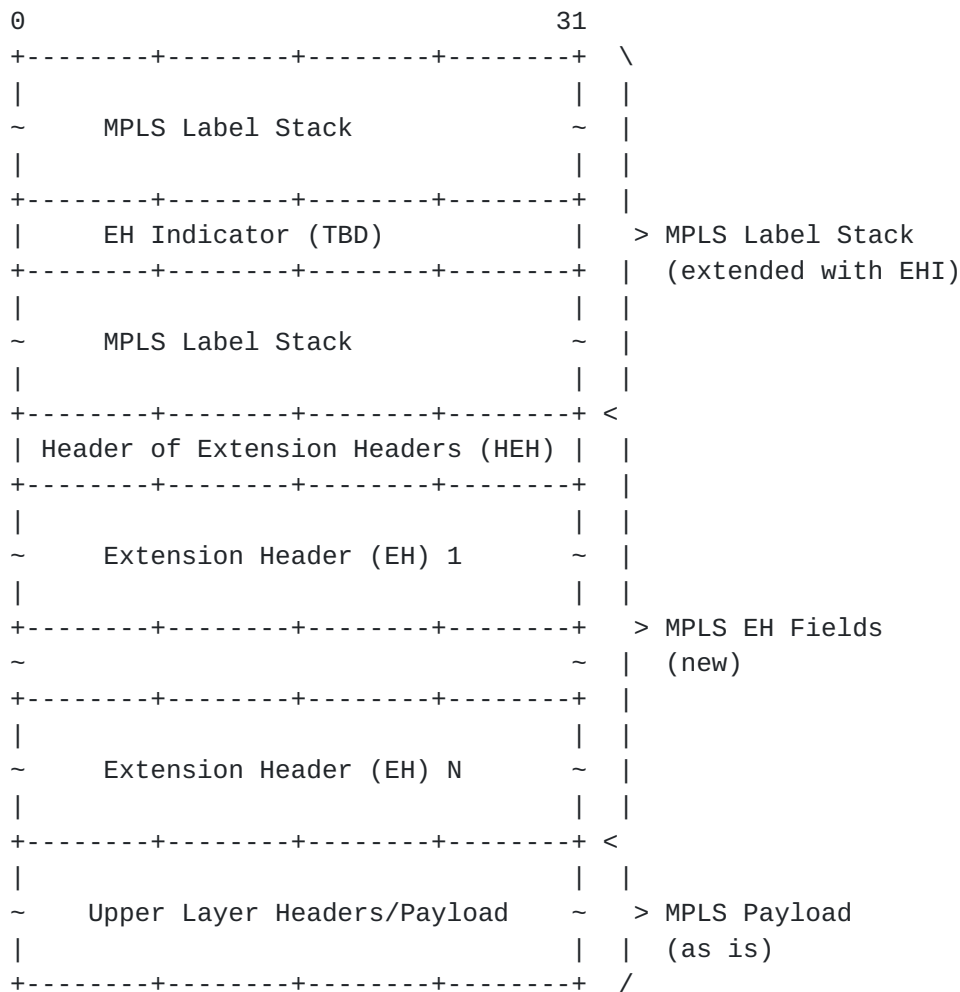 0                                  31
+--------+--------+--------+--------+  \
|                                   |  |
~      MPLS Label Stack             ~  |
|                                   |  |
+--------+--------+--------+--------+  |
|      EH Indicator (TBD)           |   > MPLS Label Stack
+--------+--------+--------+--------+  |  (extended with EHI)
|                                   |  |
~      MPLS Label Stack             ~  |
|                                   |  |
+--------+--------+--------+--------+ <
| Header of Extension Headers (HEH) |  |
+--------+--------+--------+--------+  |
|                                   |  |
~      Extension Header (EH) 1      ~  |
|                                   |  |
+--------+--------+--------+--------+   > MPLS EH Fields
~                                   ~  |  (new)
+--------+--------+--------+--------+  |
|                                   |  |
~      Extension Header (EH) N      ~  |
|                                   |  |
+--------+--------+--------+--------+ <
|                                   |  |
~     Upper Layer Headers/Payload   ~   > MPLS Payload
|                                   |  |  (as is)
+--------+--------+--------+--------+  /